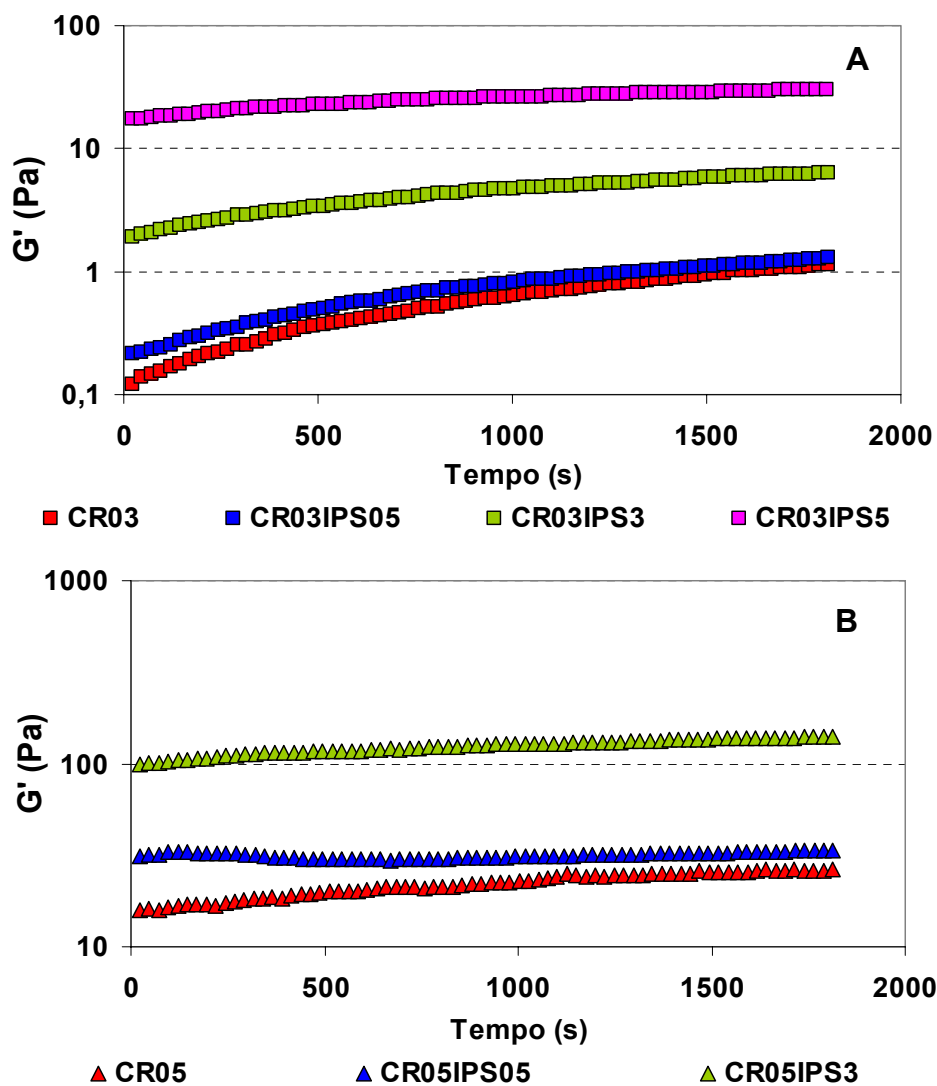 100
A
10
G' (Pa)
1
0,1
0 500 1000 1500 2000
Tempo (s)
CR03 CR03IPS05 CR03IPS3 CR03IPS5
1000
B
G' (Pa)
100
10
0 500 1000 1500 2000
Tempo (s)
CR05 CR05IPS05 CR05IPS3